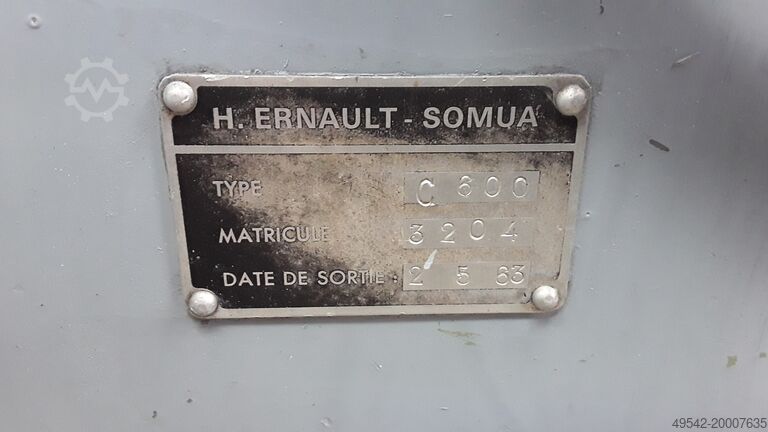 H. ERNAULT - SOMUA
TYPE C 600
MATRICULE 3204
DATE DE SORTIE : 2 5 63
49542-20007635